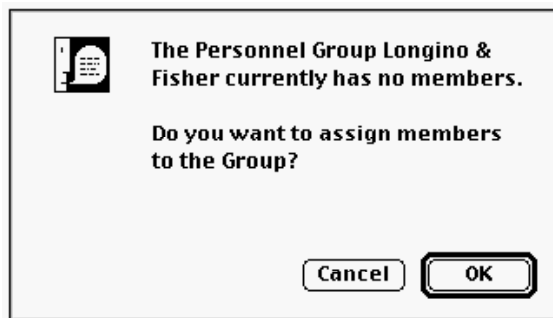 The Personnel Group Longino &
Fisher currently has no members.
Do you want to assign members
to the Group?
Cancel OK